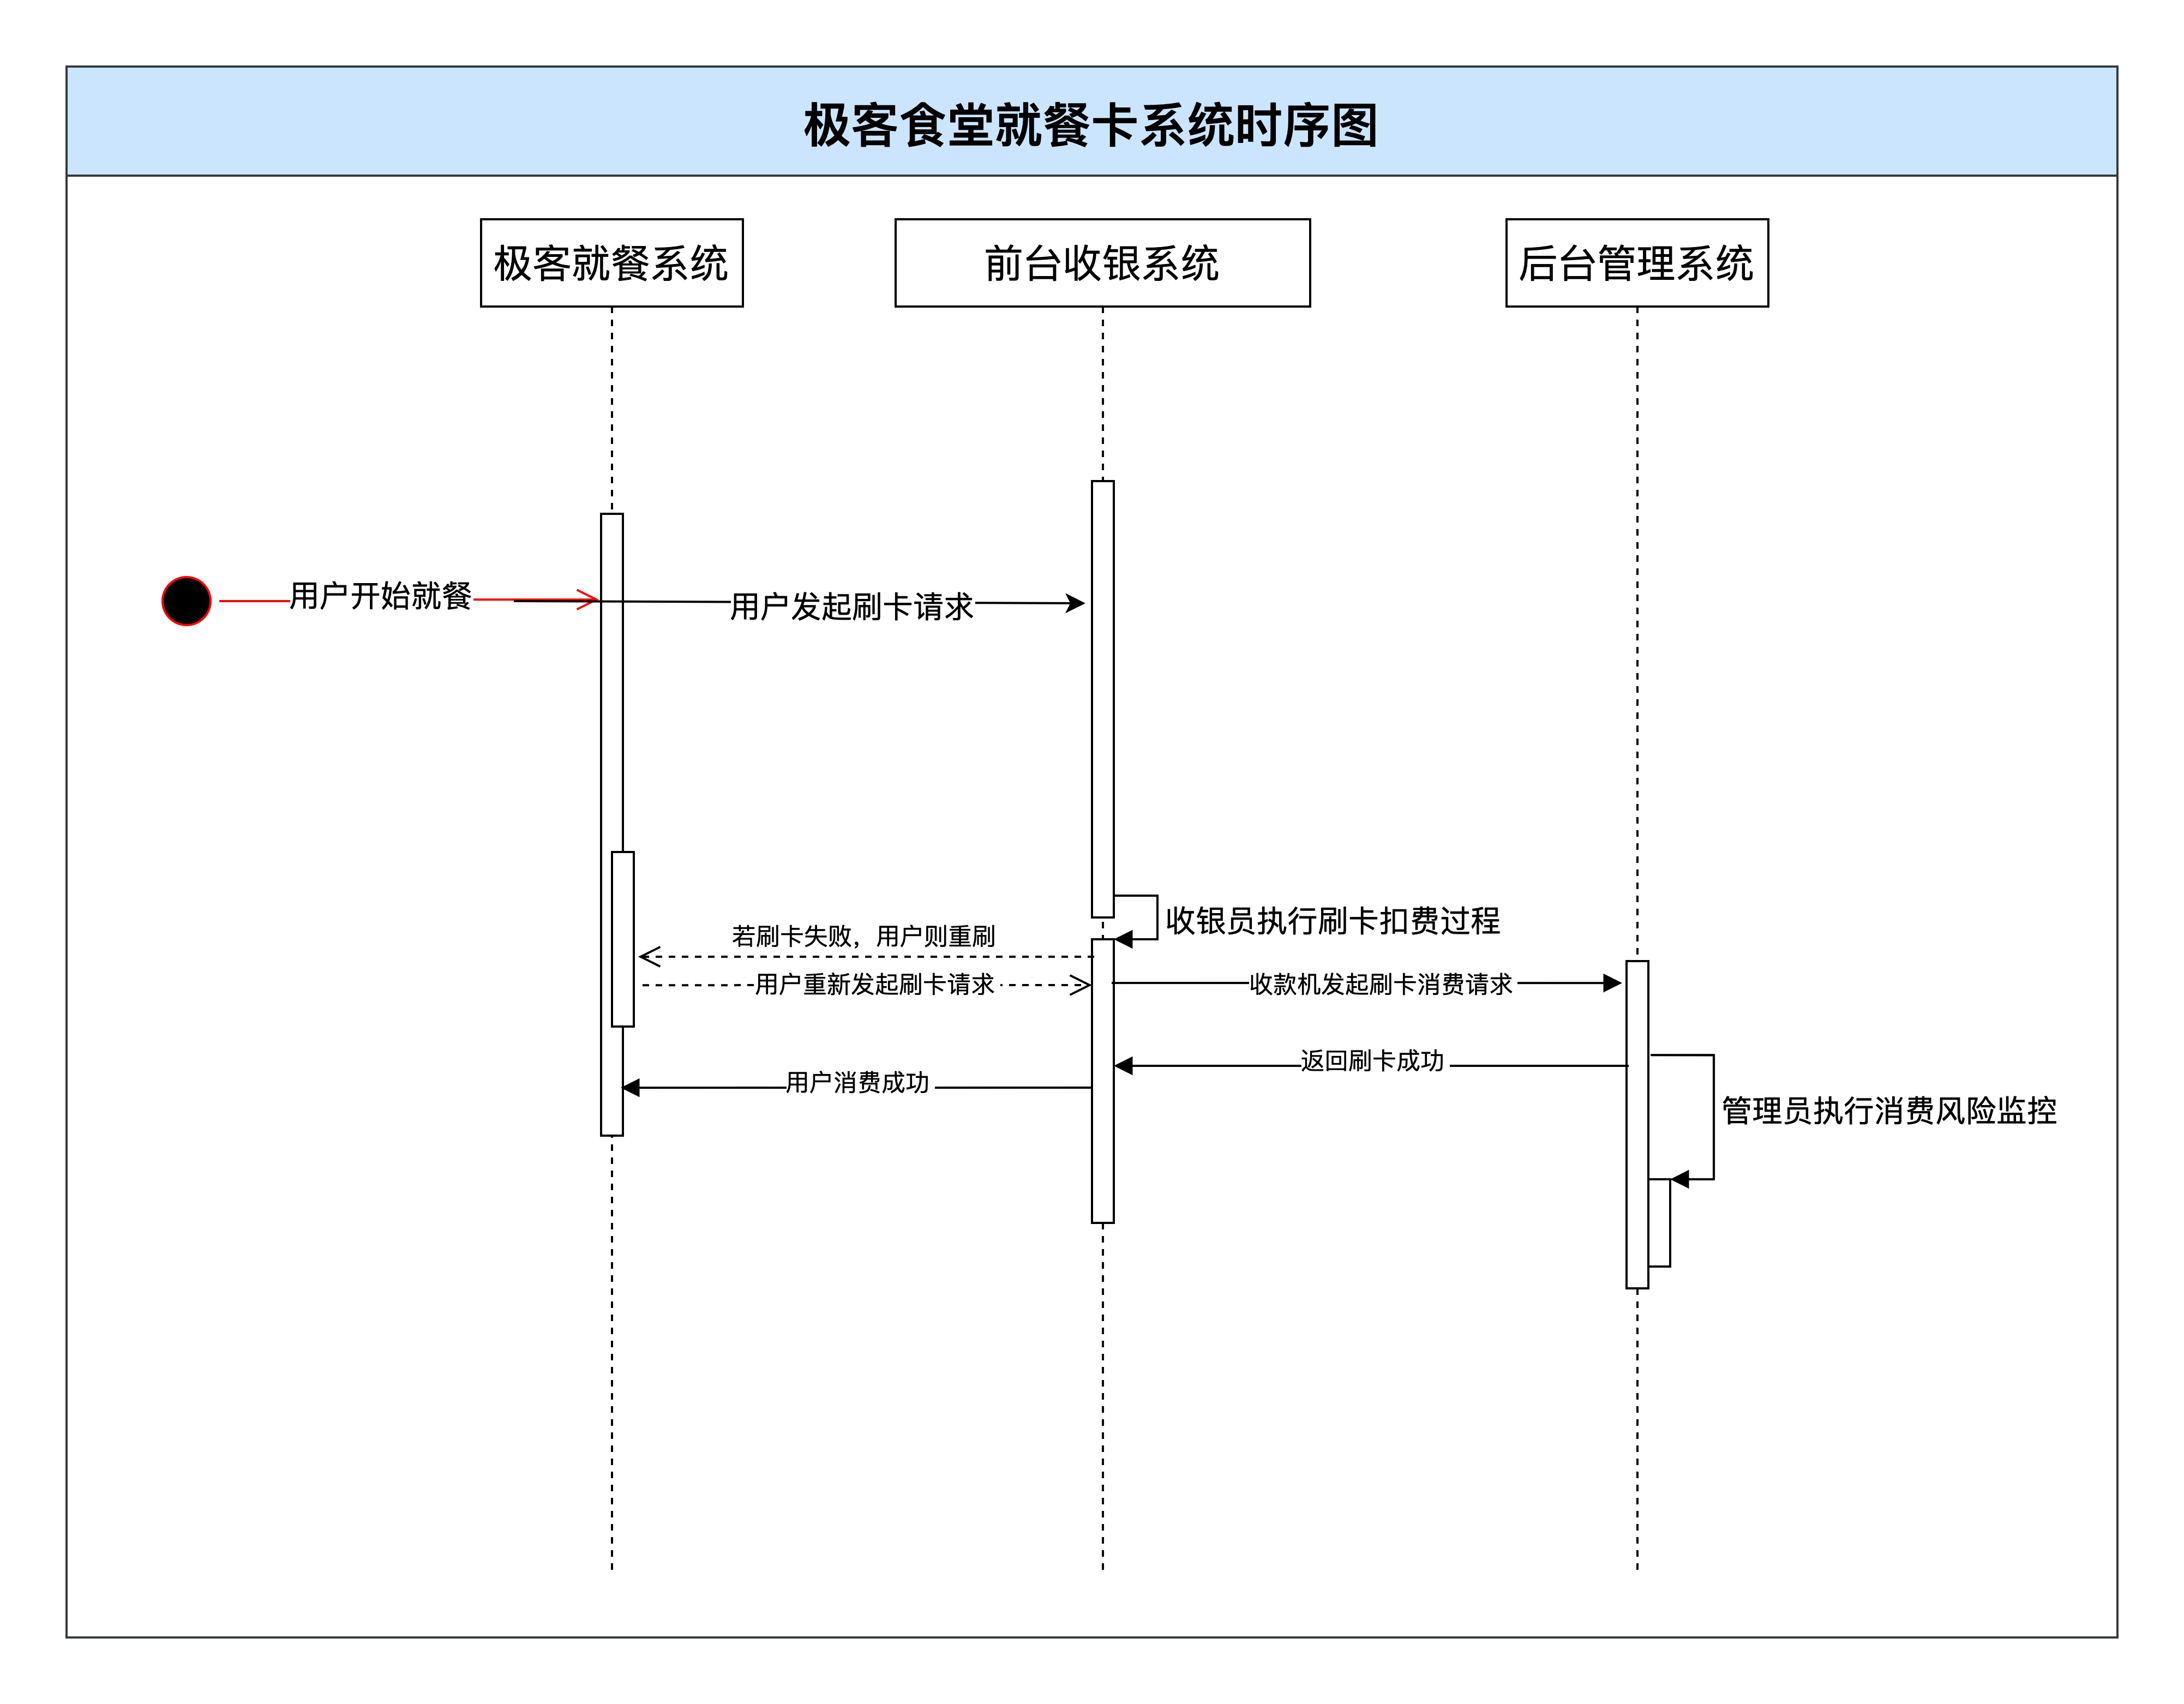 极客食堂就餐卡系统时序图
极客就餐系统
前台收银系统
后台管理系统
用户开始就餐
用户发起刷卡请求
收银员执行刷卡扣费过程
若刷卡失败，用户则重刷
用户重新发起刷卡请求
收款机发起刷卡消费请求
返回刷卡成功
用户消费成功
管理员执行消费风险监控